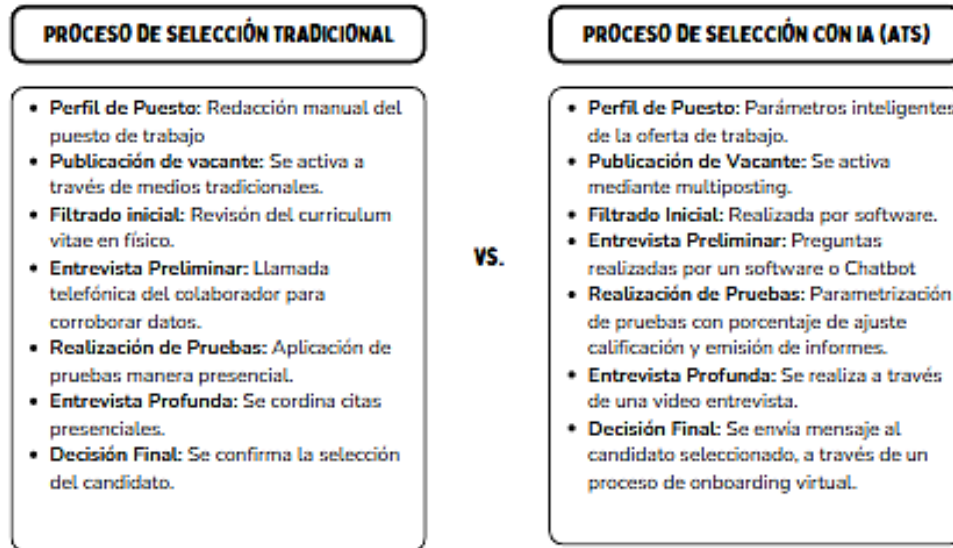 PROCESO DE SELECCIÓN TRADICIONAL
• Perfil de Puesto: Redacción manual del
puesto de trabajo
• Publicación de vacante: Se activa a
través de medios tradicionales.
• Filtrado inicial: Revisón del curriculum
vitae en físico.
• Entrevista Preliminar: Llamada
telefónica del colaborador para
corroborar datos.
• Realización de Pruebas: Aplicación de
pruebas manera presencial.
• Entrevista Profunda: Se cordina citas
presenciales.
• Decisión Final: Se confirma la selección
del candidato.
VS.
PROCESO DE SELECCIÓN CON IA (ATS)
• Perfil de Puesto: Parámetros inteligentes
de la oferta de trabajo.
• Publicación de Vacante: Se activa
mediante multiposting.
• Filtrado Inicial: Realizada por software.
• Entrevista Preliminar: Preguntas
realizadas por un software o Chatbot
• Realización de Pruebas: Parametrización
de pruebas con porcentaje de ajuste
calificación y emisión de informes.
• Entrevista Profunda: Se realiza a través
de una video entrevista.
• Decisión Final: Se envía mensaje al
candidato seleccionado, a través de un
proceso de onboarding virtual.